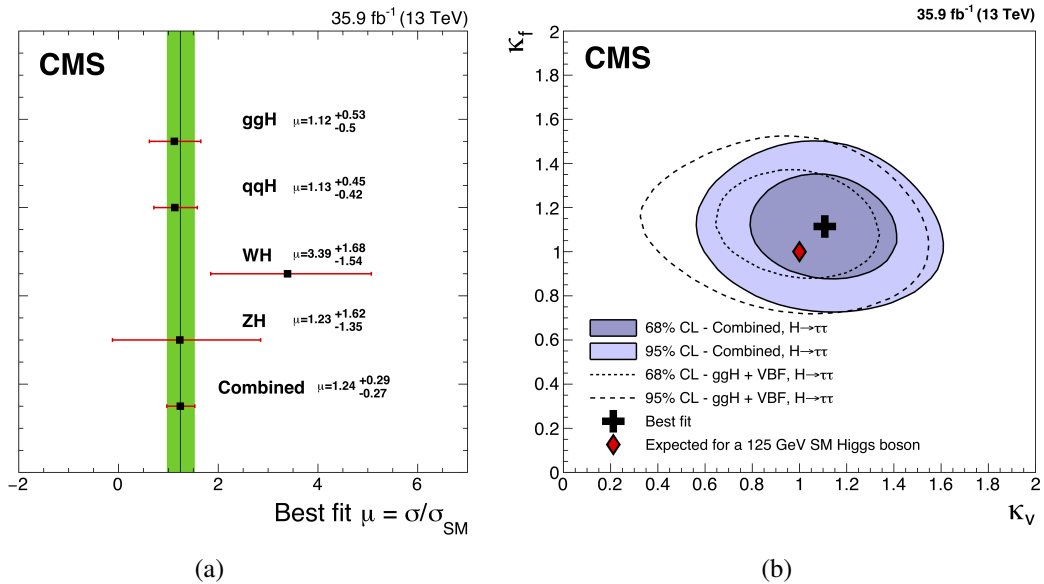 35.9 fb⁻¹ (13 TeV)
CMS
ggH μ=1.12 +0.53 -0.5
qqH μ=1.13 +0.45 -0.42
WH μ=3.39 +1.68 -1.54
ZH μ=1.23 +1.62 -1.35
Combined μ=1.24 +0.29 -0.27
−2 0 2 4 6
Best fit μ = σ/σ_SM
(a)
35.9 fb⁻¹ (13 TeV)
κ_f
CMS
2
1.8
1.6
1.4
1.2
1
0.8
0.6
0.4
0.2
0
68% CL - Combined, H→ττ
95% CL - Combined, H→ττ
68% CL - ggH + VBF, H→ττ
95% CL - ggH + VBF, H→ττ
Best fit
Expected for a 125 GeV SM Higgs boson
0 0.2 0.4 0.6 0.8 1 1.2 1.4 1.6 1.8 2
κ_V
(b)